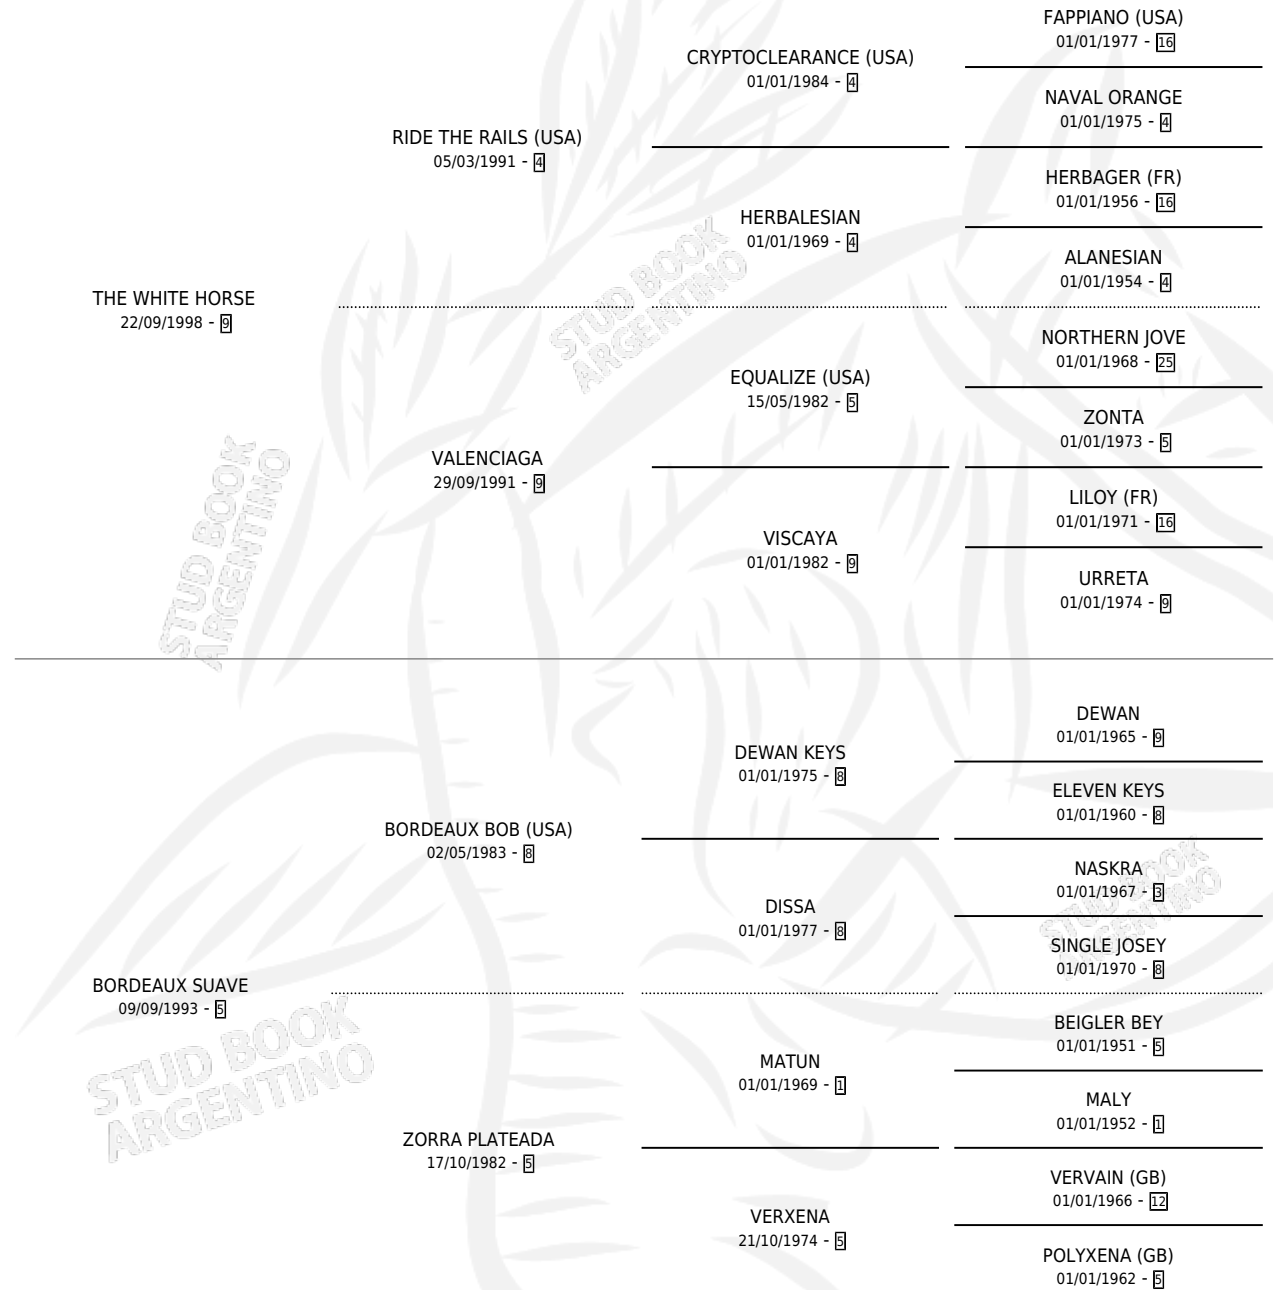 FAPPIANO (USA)
01/01/1977 - 16
CRYPTOCLEARANCE (USA)
01/01/1984 - 4
NAVAL ORANGE
01/01/1975 - 4
RIDE THE RAILS (USA)
05/03/1991 - 4
HERBAGER (FR)
01/01/1956 - 16
HERBALESIAN
01/01/1969 - 4
ALANESIAN
01/01/1954 - 4
THE WHITE HORSE
22/09/1998 - 9
NORTHERN JOVE
01/01/1968 - 25
EQUALIZE (USA)
15/05/1982 - 5
ZONTA
01/01/1973 - 5
VALENCIAGA
29/09/1991 - 9
LILOY (FR)
01/01/1971 - 16
VISCAYA
01/01/1982 - 9
URRETA
01/01/1974 - 9
DEWAN
01/01/1965 - 9
DEWAN KEYS
01/01/1975 - 8
ELEVEN KEYS
01/01/1960 - 8
BORDEAUX BOB (USA)
02/05/1983 - 8
NASKRA
01/01/1967 - 3
DISSA
01/01/1977 - 8
SINGLE JOSEY
01/01/1970 - 8
BORDEAUX SUAVE
09/09/1993 - 5
BEIGLER BEY
01/01/1951 - 5
MATUN
01/01/1969 - 1
MALY
01/01/1952 - 1
ZORRA PLATEADA
17/10/1982 - 5
VERVAIN (GB)
01/01/1966 - 12
VERXENA
21/10/1974 - 5
POLYXENA (GB)
01/01/1962 - 5
STUD BOOK
ARGENTINO
STUD BOOK
ARGENTINO
STUD BOOK
ARGENTINO
STUD BOOK
ARGENTINO